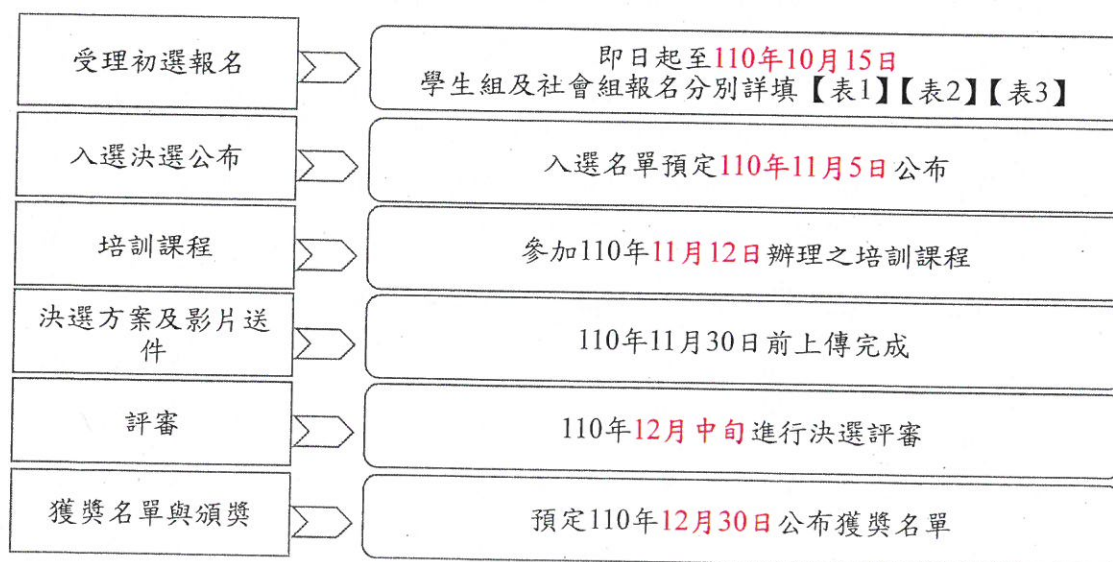 受理初選報名
即日起至110年10月15日
學生組及社會組報名分別詳填【表1】【表2】【表3】
入選決選公布
入選名單預定110年11月5日公布
培訓課程
參加110年11月12日辦理之培訓課程
決選方案及影片送
件
110年11月30日前上傳完成
評審
110年12月中旬進行決選評審
獲獎名單與頒獎
預定110年12月30日公布獲獎名單